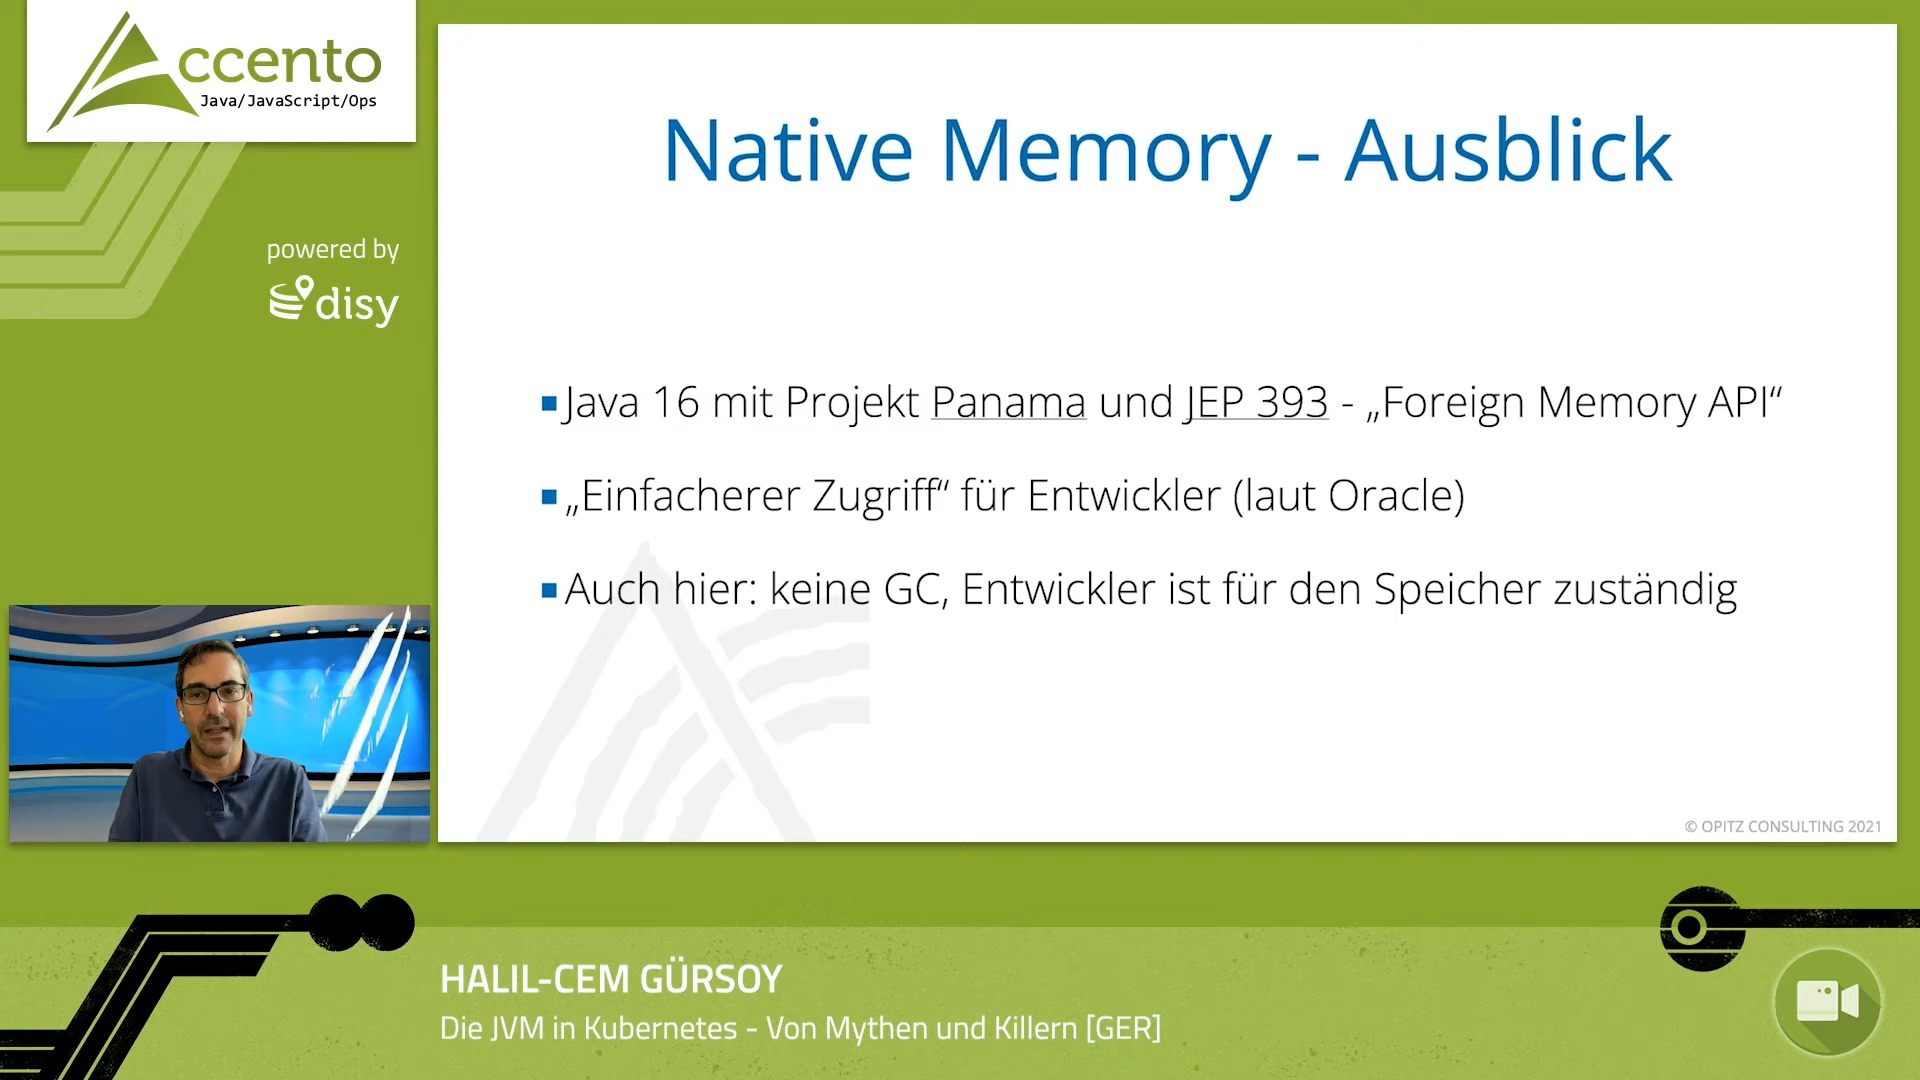 Accento
Java/JavaScript/Ops
powered by
disy
Native Memory - Ausblick
Java 16 mit Projekt Panama und JEP 393 - „Foreign Memory API“
„Einfacherer Zugriff“ für Entwickler (laut Oracle)
Auch hier: keine GC, Entwickler ist für den Speicher zuständig
© OPITZ CONSULTING 2021
HALIL-CEM GÜRSOY
Die JVM in Kubernetes - Von Mythen und Killern [GER]